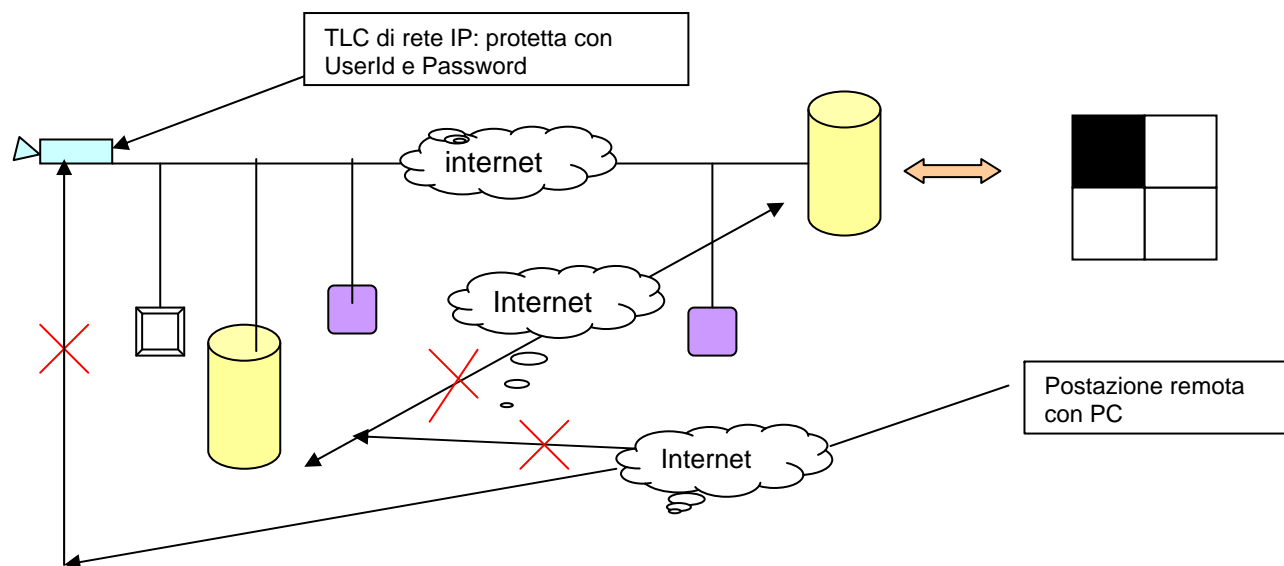 TLC di rete IP: protetta con
UserId e Password
internet
Internet
Postazione remota
con PC
Internet